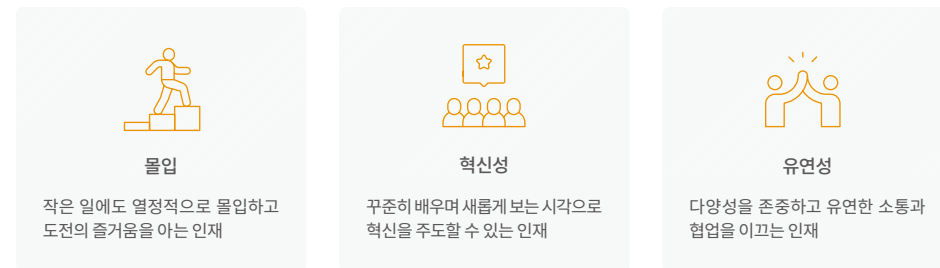 몰입
작은 일에도 열정적으로 몰입하고
도전의 즐거움을 아는 인재
혁신성
꾸준히 배우며 새롭게 보는 시각으로
혁신을 주도할 수 있는 인재
유연성
다양성을 존중하고 유연한 소통과
협업을 이끄는 인재